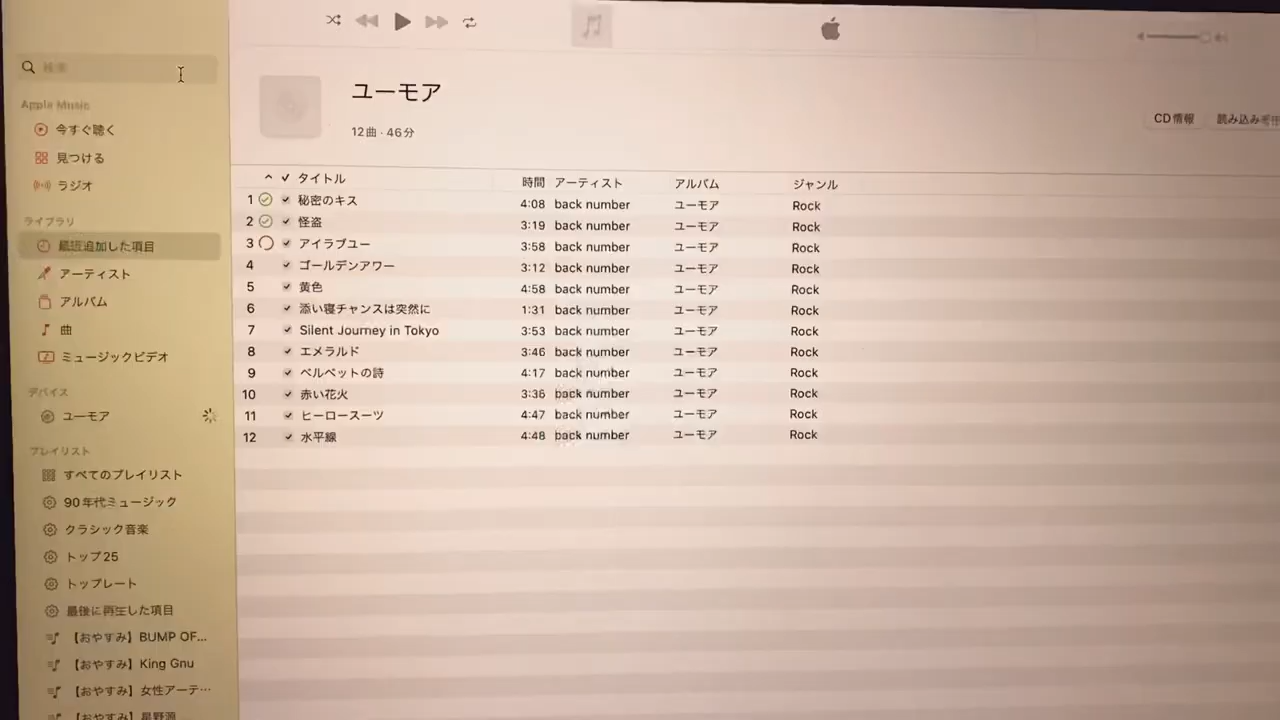 検索
Apple Music
今すぐ聴く
見つける
ラジオ
ライブラリ
最近追加した項目
アーティスト
アルバム
曲
ミュージックビデオ
デバイス
ユーモア
プレイリスト
すべてのプレイリスト
90年代ミュージック
クラシック音楽
トップ25
トップレート
最後に再生した項目
【おやすみ】BUMP OF...
【おやすみ】King Gnu
【おやすみ】女性アーテ...
【おやすみ】星野源
ユーモア
12曲・46分
CD情報 読み込みを中
タイトル 時間 アーティスト アルバム ジャンル
1 秘密のキス 4:08 back number ユーモア Rock
2 怪盗 3:19 back number ユーモア Rock
3 アイラブユー 3:58 back number ユーモア Rock
4 ゴールデンアワー 3:12 back number ユーモア Rock
5 黄色 4:58 back number ユーモア Rock
6 添い寝チャンスは突然に 1:31 back number ユーモア Rock
7 Silent Journey in Tokyo 3:53 back number ユーモア Rock
8 エメラルド 3:46 back number ユーモア Rock
9 ベルベットの詩 4:17 back number ユーモア Rock
10 赤い花火 3:36 back number ユーモア Rock
11 ヒーロースーツ 4:47 back number ユーモア Rock
12 水平線 4:48 back number ユーモア Rock